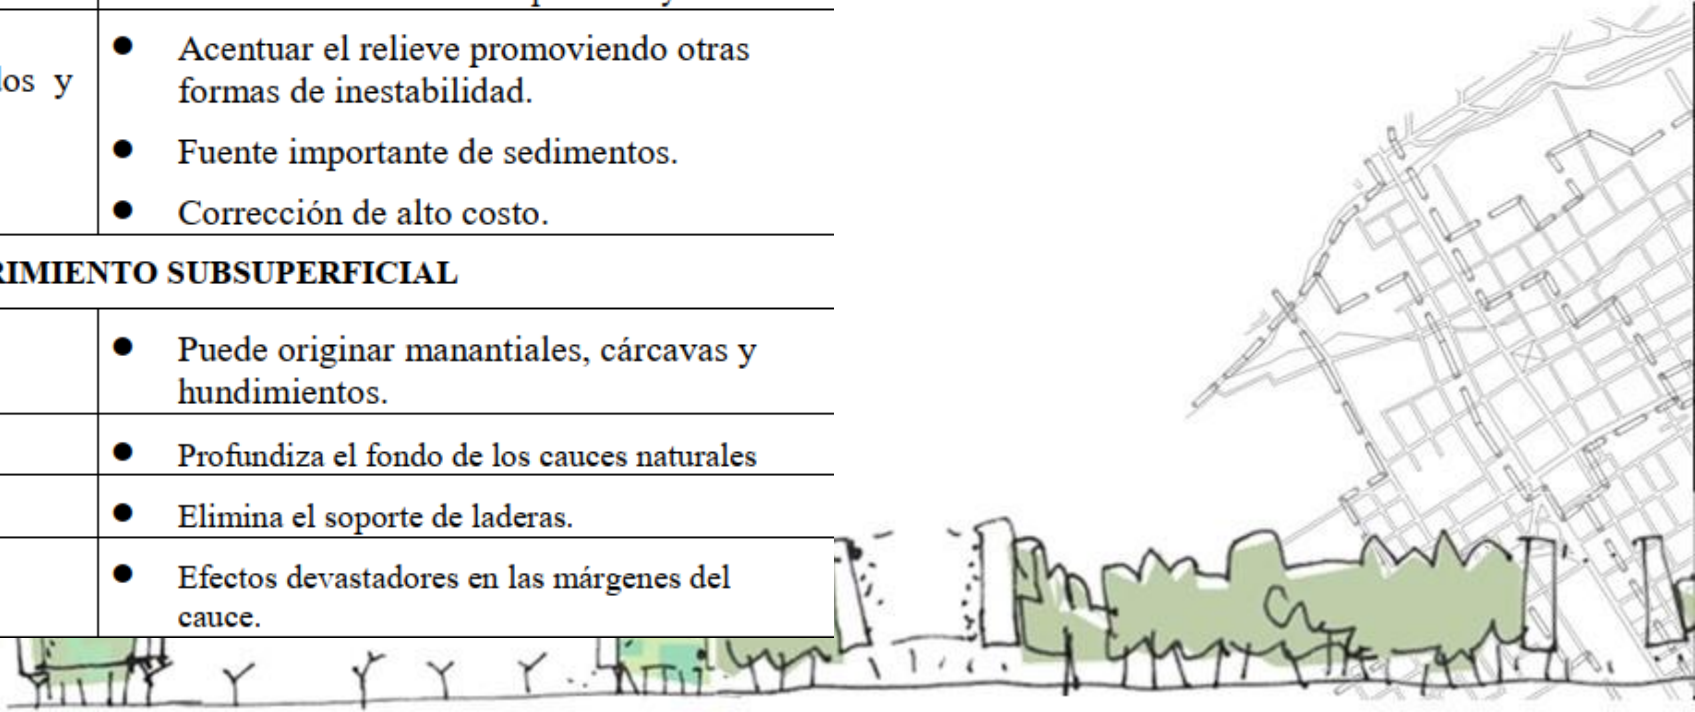 Acentuar el relieve promoviendo otras
formas de inestabilidad.
y
Fuente importante de sedimentos.
Corrección de alto costo.
SUBSUPERFICIAL
Puede originar manantiales, cárcavas y
hundimientos.
Profundiza el fondo de los cauces naturales
Elimina el soporte de laderas.
Efectos devastadores en las márgenes del
cauce.